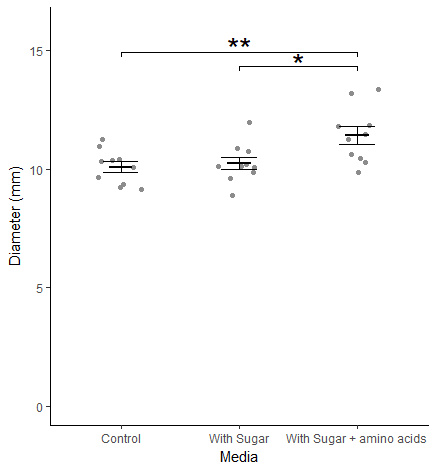 **
*
15
10
5
0
Diameter (mm)
Control
With Sugar
With Sugar + amino acids
Media